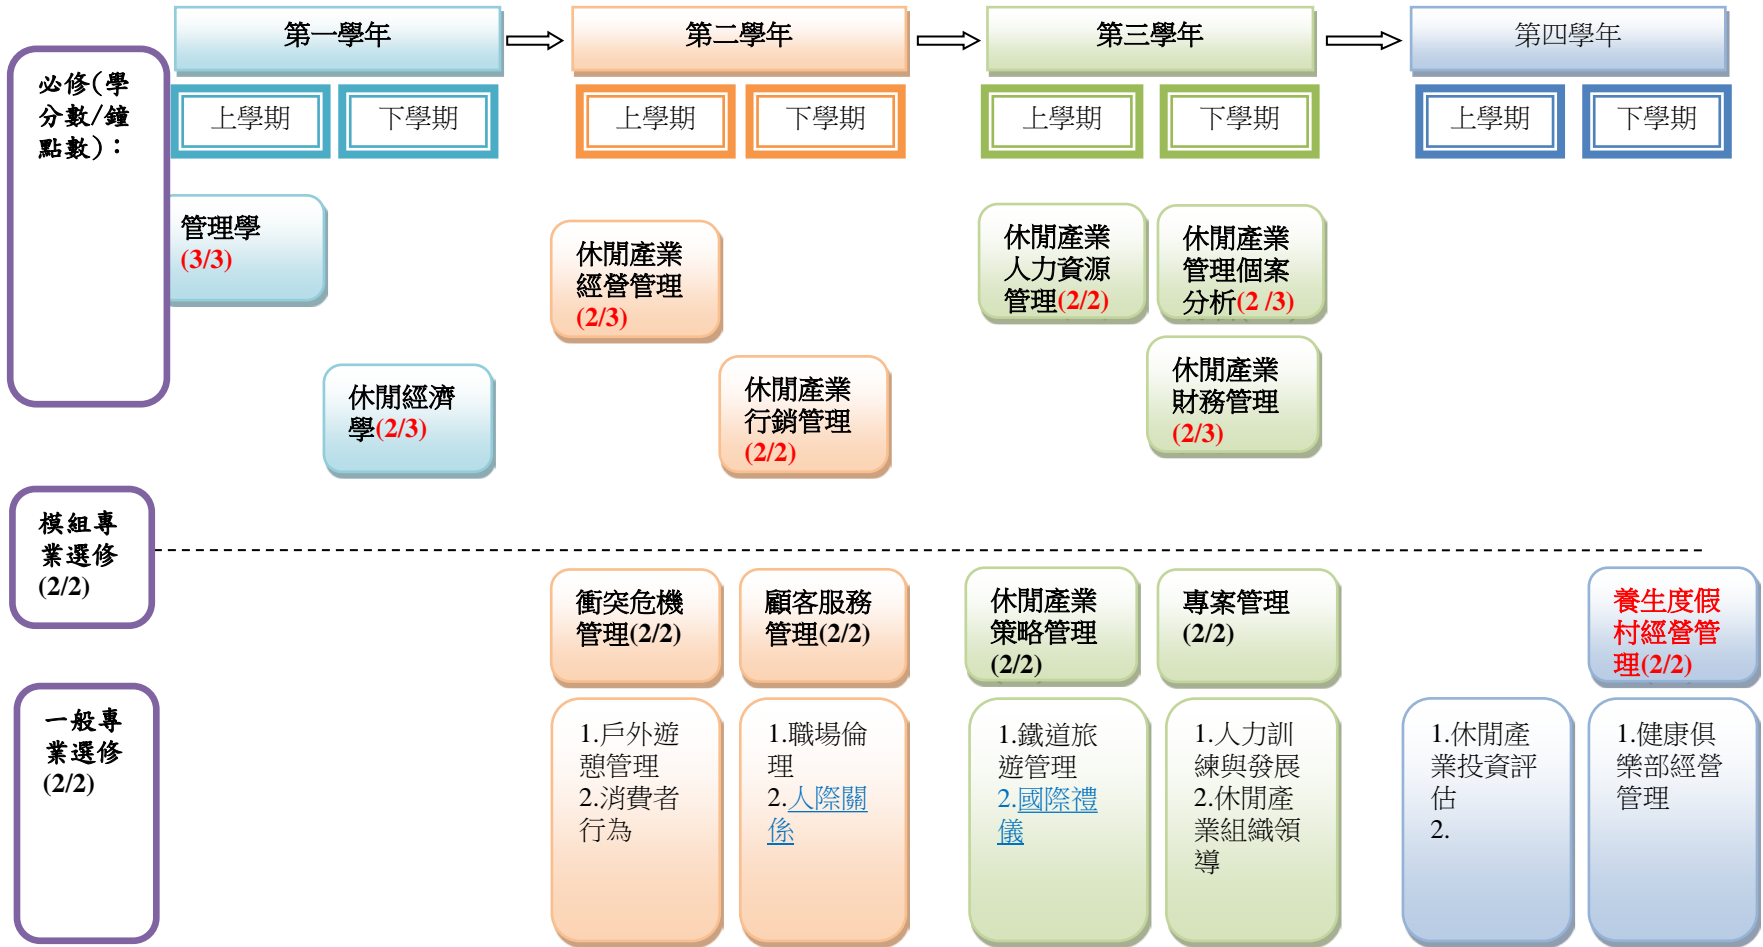 第一學年
第二學年
第三學年
第四學年
必修(學
分數/鐘
點數)：
上學期
下學期
上學期
下學期
上學期
下學期
上學期
下學期
管理學
(3/3)
休閒經濟
學(2/3)
休閒產業
經營管理
(2/3)
休閒產業
行銷管理
(2/2)
休閒產業
人力資源
管理(2/2)
休閒產業
管理個案
分析(2 /3)
休閒產業
財務管理
(2/3)
模組專
業選修
(2/2)
衝突危機
管理(2/2)
顧客服務
管理(2/2)
休閒產業
策略管理
(2/2)
專案管理
(2/2)
養生度假
村經營管
理(2/2)
一般專
業選修
(2/2)
1.戶外遊
憩管理
2.消費者
行為
1.職場倫
理
2.人際關
係
1.鐵道旅
遊管理
2.國際禮
儀
1.人力訓
練與發展
2.休閒產
業組織領
導
1.休閒產
業投資評
估
2.
1.健康俱
樂部經營
管理